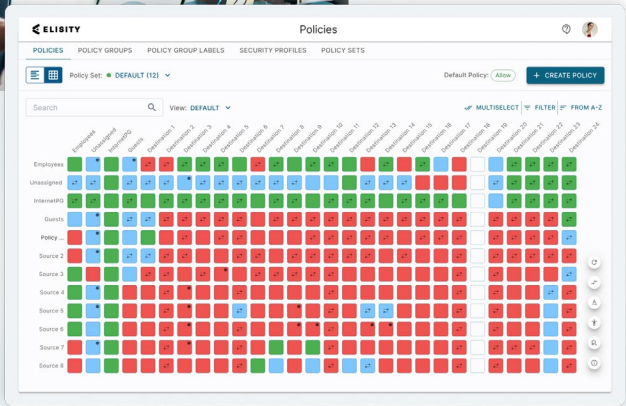 ELISITY
Policies
POLICIES POLICY GROUPS POLICY GROUP LABELS SECURITY PROFILES POLICY SETS
Policy Set: DEFAULT (12)
Default Policy: Allow
+ CREATE POLICY
Search
View: DEFAULT
MULTISELECT FILTER FROM A-Z
Employees Unassigned InternetPG Guests Destination 1 Destination 2 Destination 3 Destination 4 Destination 5 Destination 6 Destination 7 Destination 8 Destination 9 Destination 10 Destination 11 Destination 12 Destination 13 Destination 14 Destination 15 Destination 16 Destination 17 Destination 18 Destination 19 Destination 20 Destination 21 Destination 22 Destination 23 Destination 24
Employees
Unassigned
InternetPG
Guests
Policy ...
Source 2
Source 3
Source 4
Source 5
Source 6
Source 7
Source 8